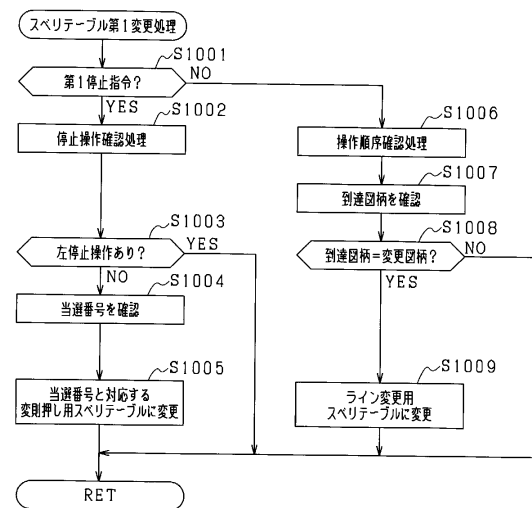 スベリテーブル第1変更処理
S1001
第1停止指令?
NO
YES
S1002
停止操作確認処理
S1003
左停止操作あり?
YES
NO
S1004
当選番号を確認
S1005
当選番号と対応する
変則押し用スベリテーブルに変更
S1006
操作順序確認処理
S1007
到達図柄を確認
S1008
到達図柄=変更図柄?
NO
YES
S1009
ライン変更用
スベリテーブルに変更
RET